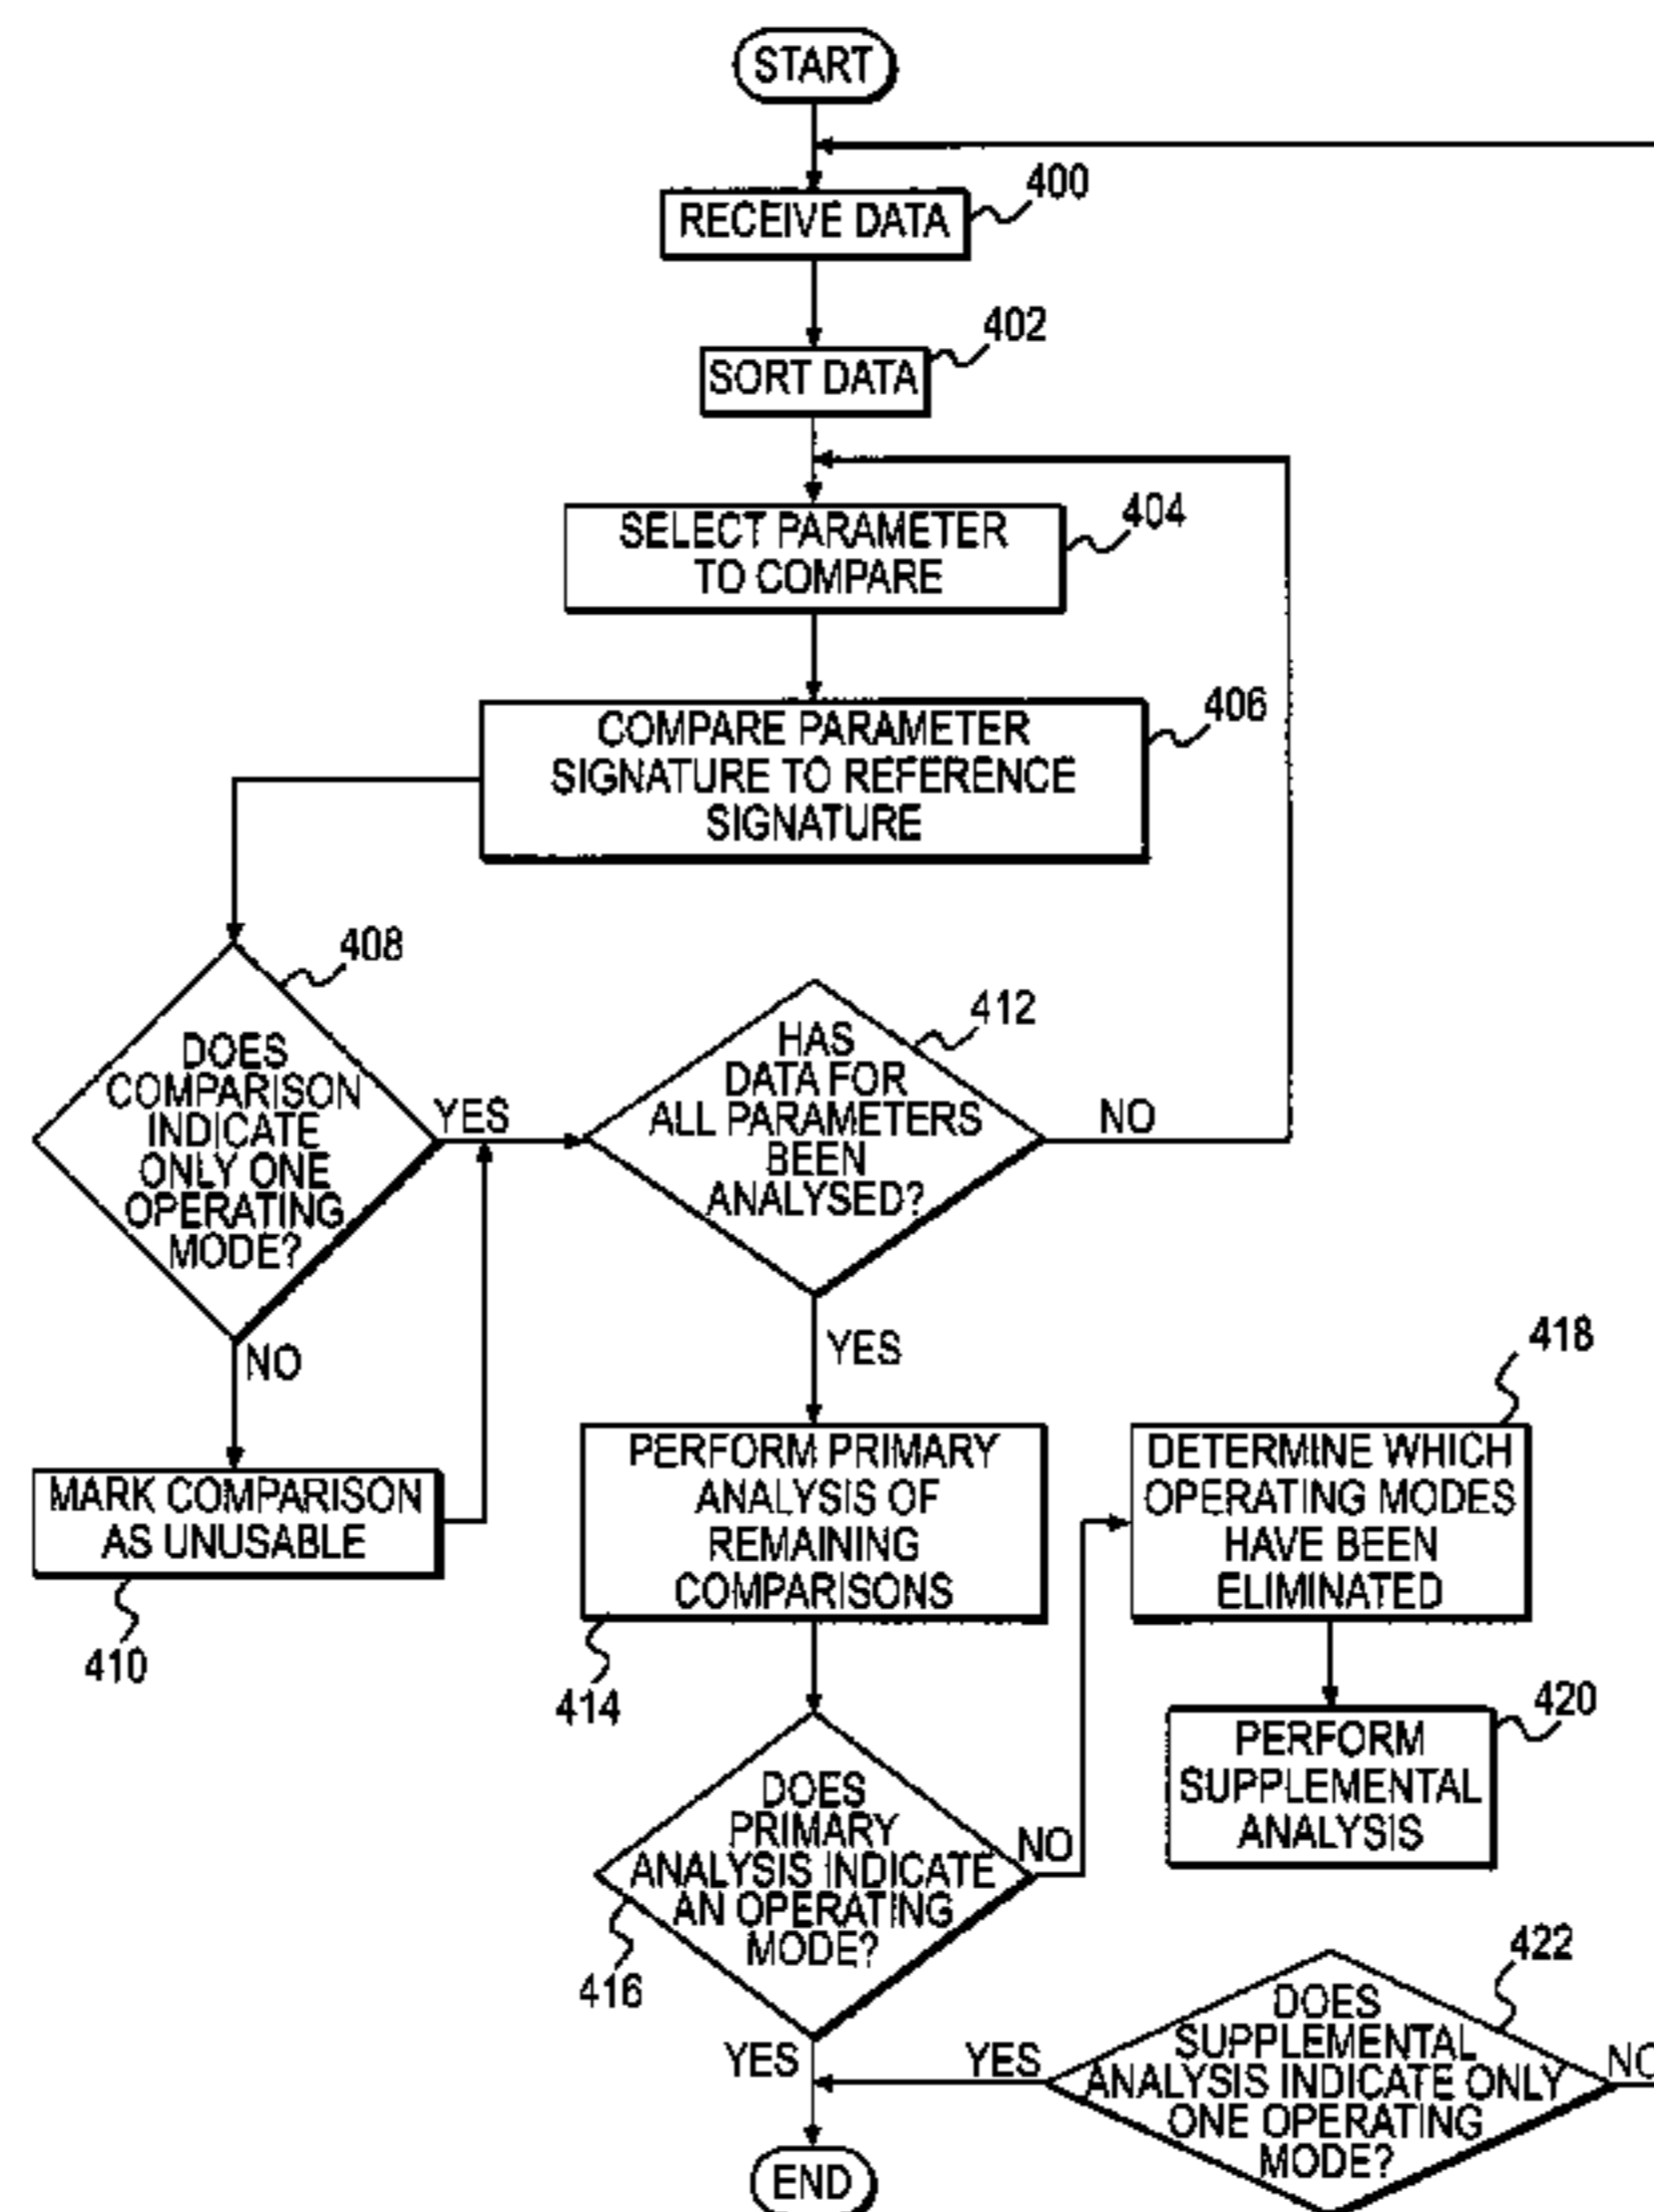 START
400
RECEIVE DATA
402
SORT DATA
404
SELECT PARAMETER
TO COMPARE
406
COMPARE PARAMETER
SIGNATURE TO REFERENCE
SIGNATURE
408
DOES
COMPARISON
INDICATE
ONLY ONE
OPERATING
MODE?
YES
NO
412
HAS
DATA FOR
ALL PARAMETERS
BEEN
ANALYSED?
NO
YES
MARK COMPARISON
AS UNUSABLE
410
PERFORM PRIMARY
ANALYSIS OF
REMAINING
COMPARISONS
414
418
DETERMINE WHICH
OPERATING MODES
HAVE BEEN
ELIMINATED
420
PERFORM
SUPPLEMENTAL
ANALYSIS
DOES
PRIMARY
ANALYSIS INDICATE
AN OPERATING
MODE?
NO
416
YES
422
DOES
SUPPLEMENTAL
ANALYSIS INDICATE ONLY
ONE OPERATING
MODE?
YES
NO
END